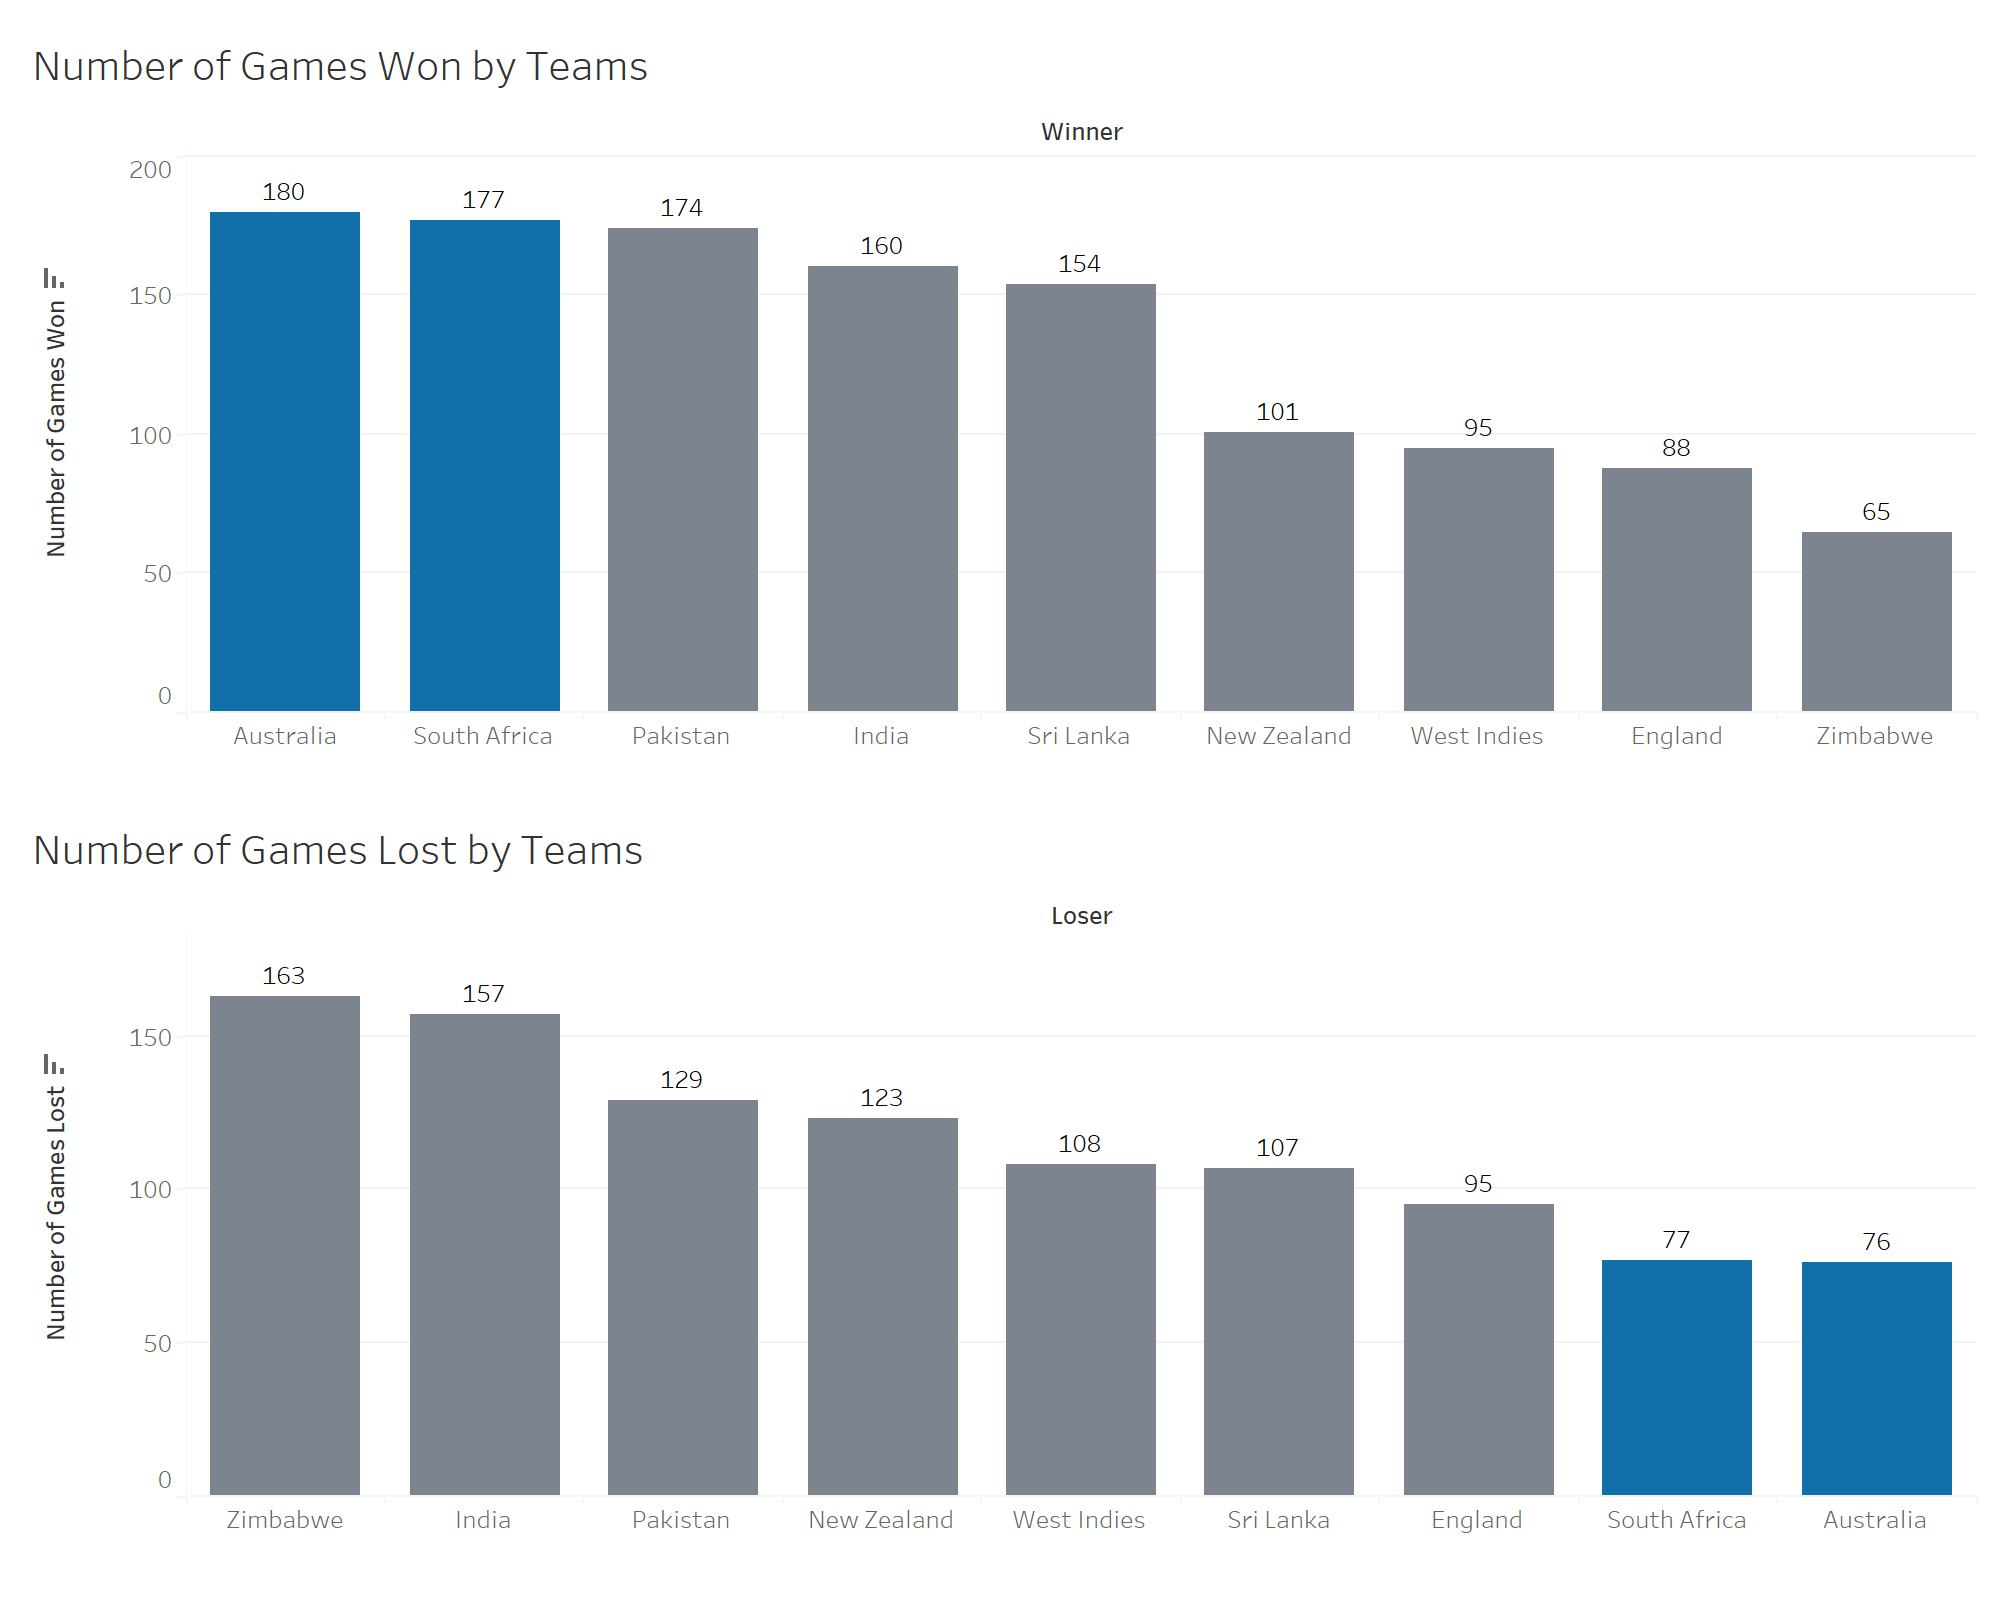 Number of Games Won by Teams
Winner
Number of Games Won
200
150
100
50
0
180
177
174
160
154
101
95
88
65
Australia
South Africa
Pakistan
India
Sri Lanka
New Zealand
West Indies
England
Zimbabwe
Number of Games Lost by Teams
Loser
Number of Games Lost
150
100
50
0
163
157
129
123
108
107
95
77
76
Zimbabwe
India
Pakistan
New Zealand
West Indies
Sri Lanka
England
South Africa
Australia